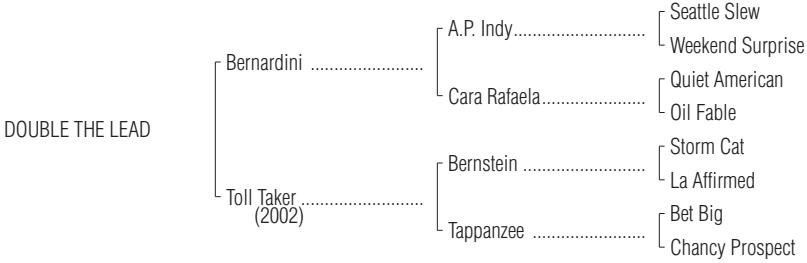 DOUBLE THE LEAD
Bernardini ........................
Toll Taker ..........................
(2002)
A.P. Indy............................
Cara Rafaela......................
Bernstein ..........................
Tappanzee ........................
Seattle Slew
Weekend Surprise
Quiet American
Oil Fable
Storm Cat
La Affirmed
Bet Big
Chancy Prospect